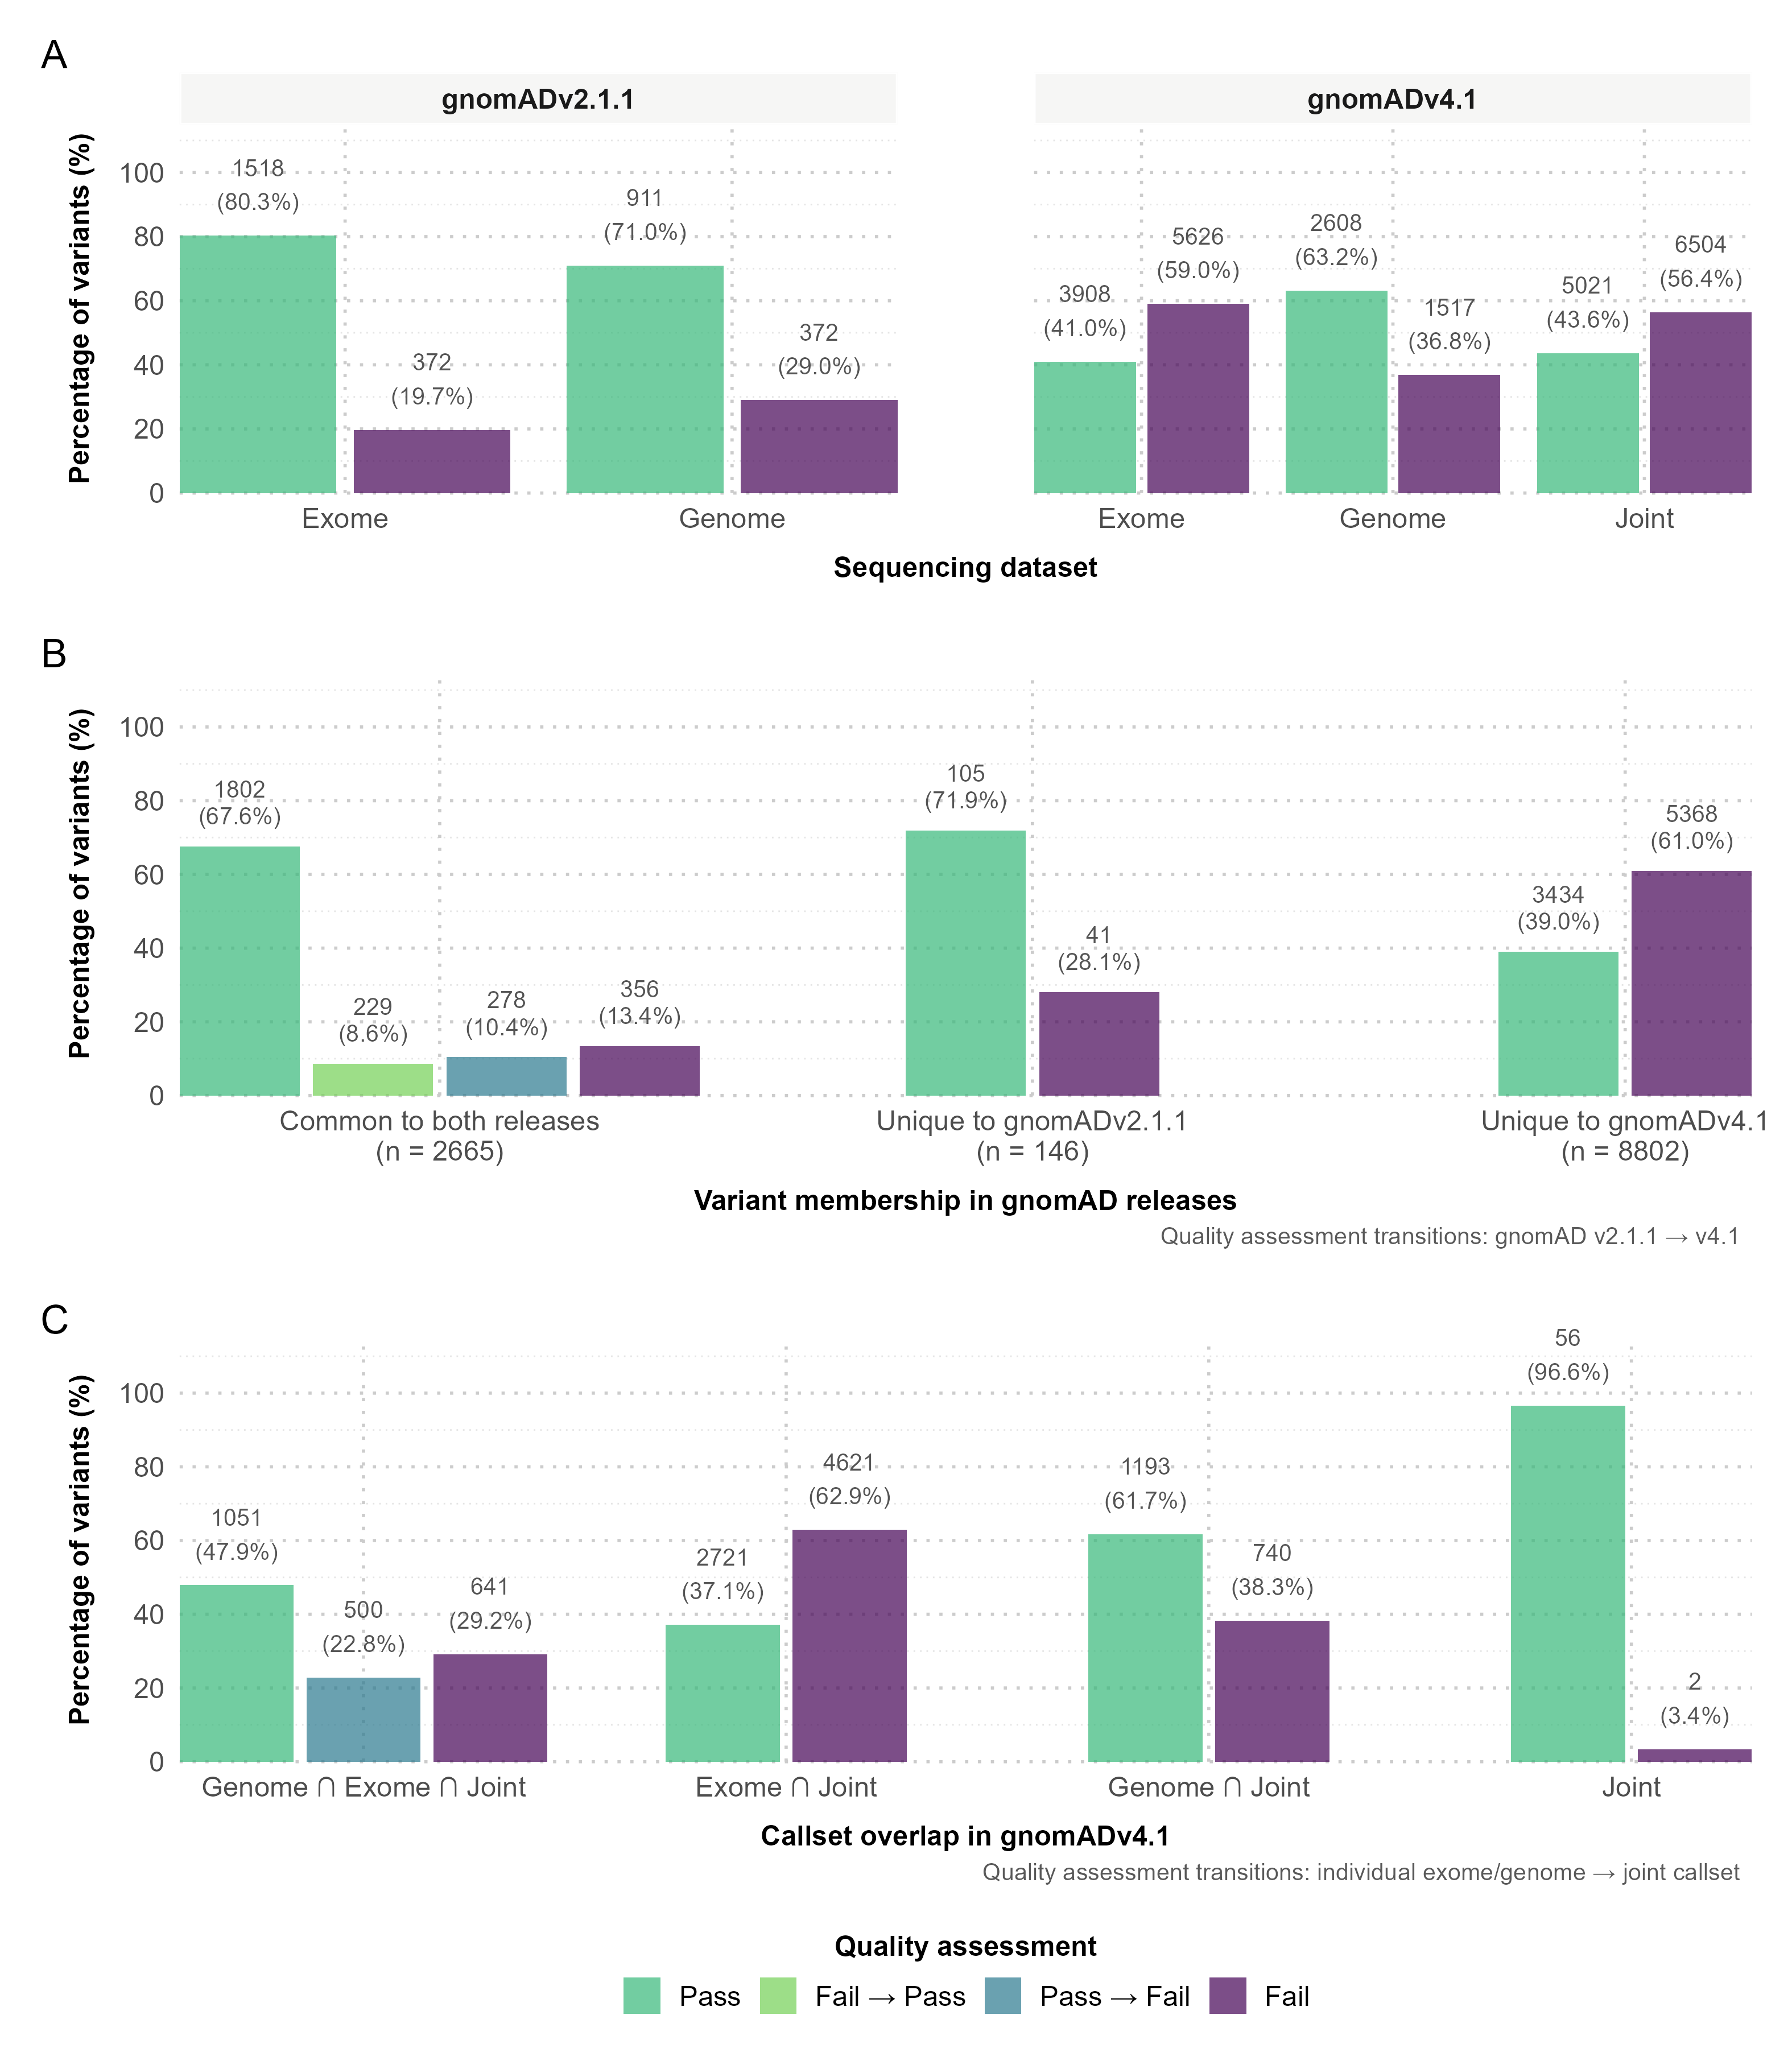 A
gnomADv2.1.1
gnomADv4.1
Percentage of variants (%)
100
80
60
40
20
0
1518
(80.3%)
372
(19.7%)
911
(71.0%)
372
(29.0%)
3908
(41.0%)
5626
(59.0%)
2608
(63.2%)
1517
(36.8%)
5021
(43.6%)
6504
(56.4%)
Exome
Genome
Exome
Genome
Joint
Sequencing dataset
B
Percentage of variants (%)
100
80
60
40
20
0
1802
(67.6%)
229
(8.6%)
278
(10.4%)
356
(13.4%)
105
(71.9%)
41
(28.1%)
3434
(39.0%)
5368
(61.0%)
Common to both releases
(n = 2665)
Unique to gnomADv2.1.1
(n = 146)
Unique to gnomADv4.1
(n = 8802)
Variant membership in gnomAD releases
Quality assessment transitions: gnomAD v2.1.1 → v4.1
C
Percentage of variants (%)
100
80
60
40
20
0
1051
(47.9%)
500
(22.8%)
641
(29.2%)
2721
(37.1%)
4621
(62.9%)
1193
(61.7%)
740
(38.3%)
56
(96.6%)
2
(3.4%)
Genome ∩ Exome ∩ Joint
Exome ∩ Joint
Genome ∩ Joint
Joint
Callset overlap in gnomADv4.1
Quality assessment transitions: individual exome/genome → joint callset
Quality assessment
Pass
Fail → Pass
Pass → Fail
Fail